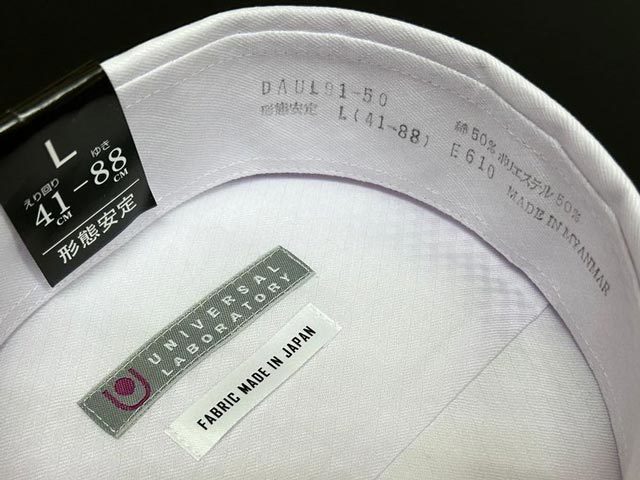 L
えり回り ゆき
41CM-88CM
形態安定
DAUL91-50
形態安定 L(41-88)
綿50% ポリエステル50%
E610 MADE IN MYANMAR
UNIVERSAL
LABORATORY
FABRIC MADE IN JAPAN